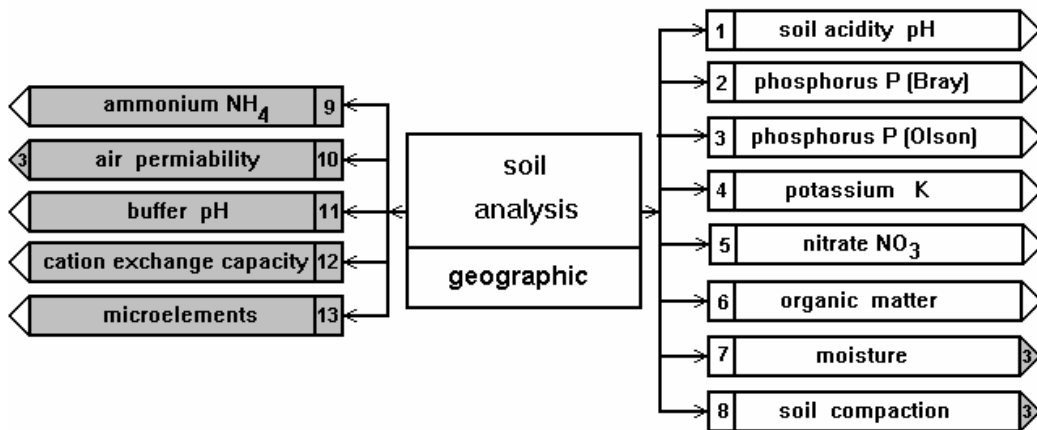 1 soil acidity pH
2 phosphorus P (Bray)
3 phosphorus P (Olson)
4 potassium K
5 nitrate NO3
6 organic matter
7 moisture 3
8 soil compaction 3
soil
analysis
geographic
ammonium NH4 9
3 air permiability 10
buffer pH 11
cation exchange capacity 12
microelements 13